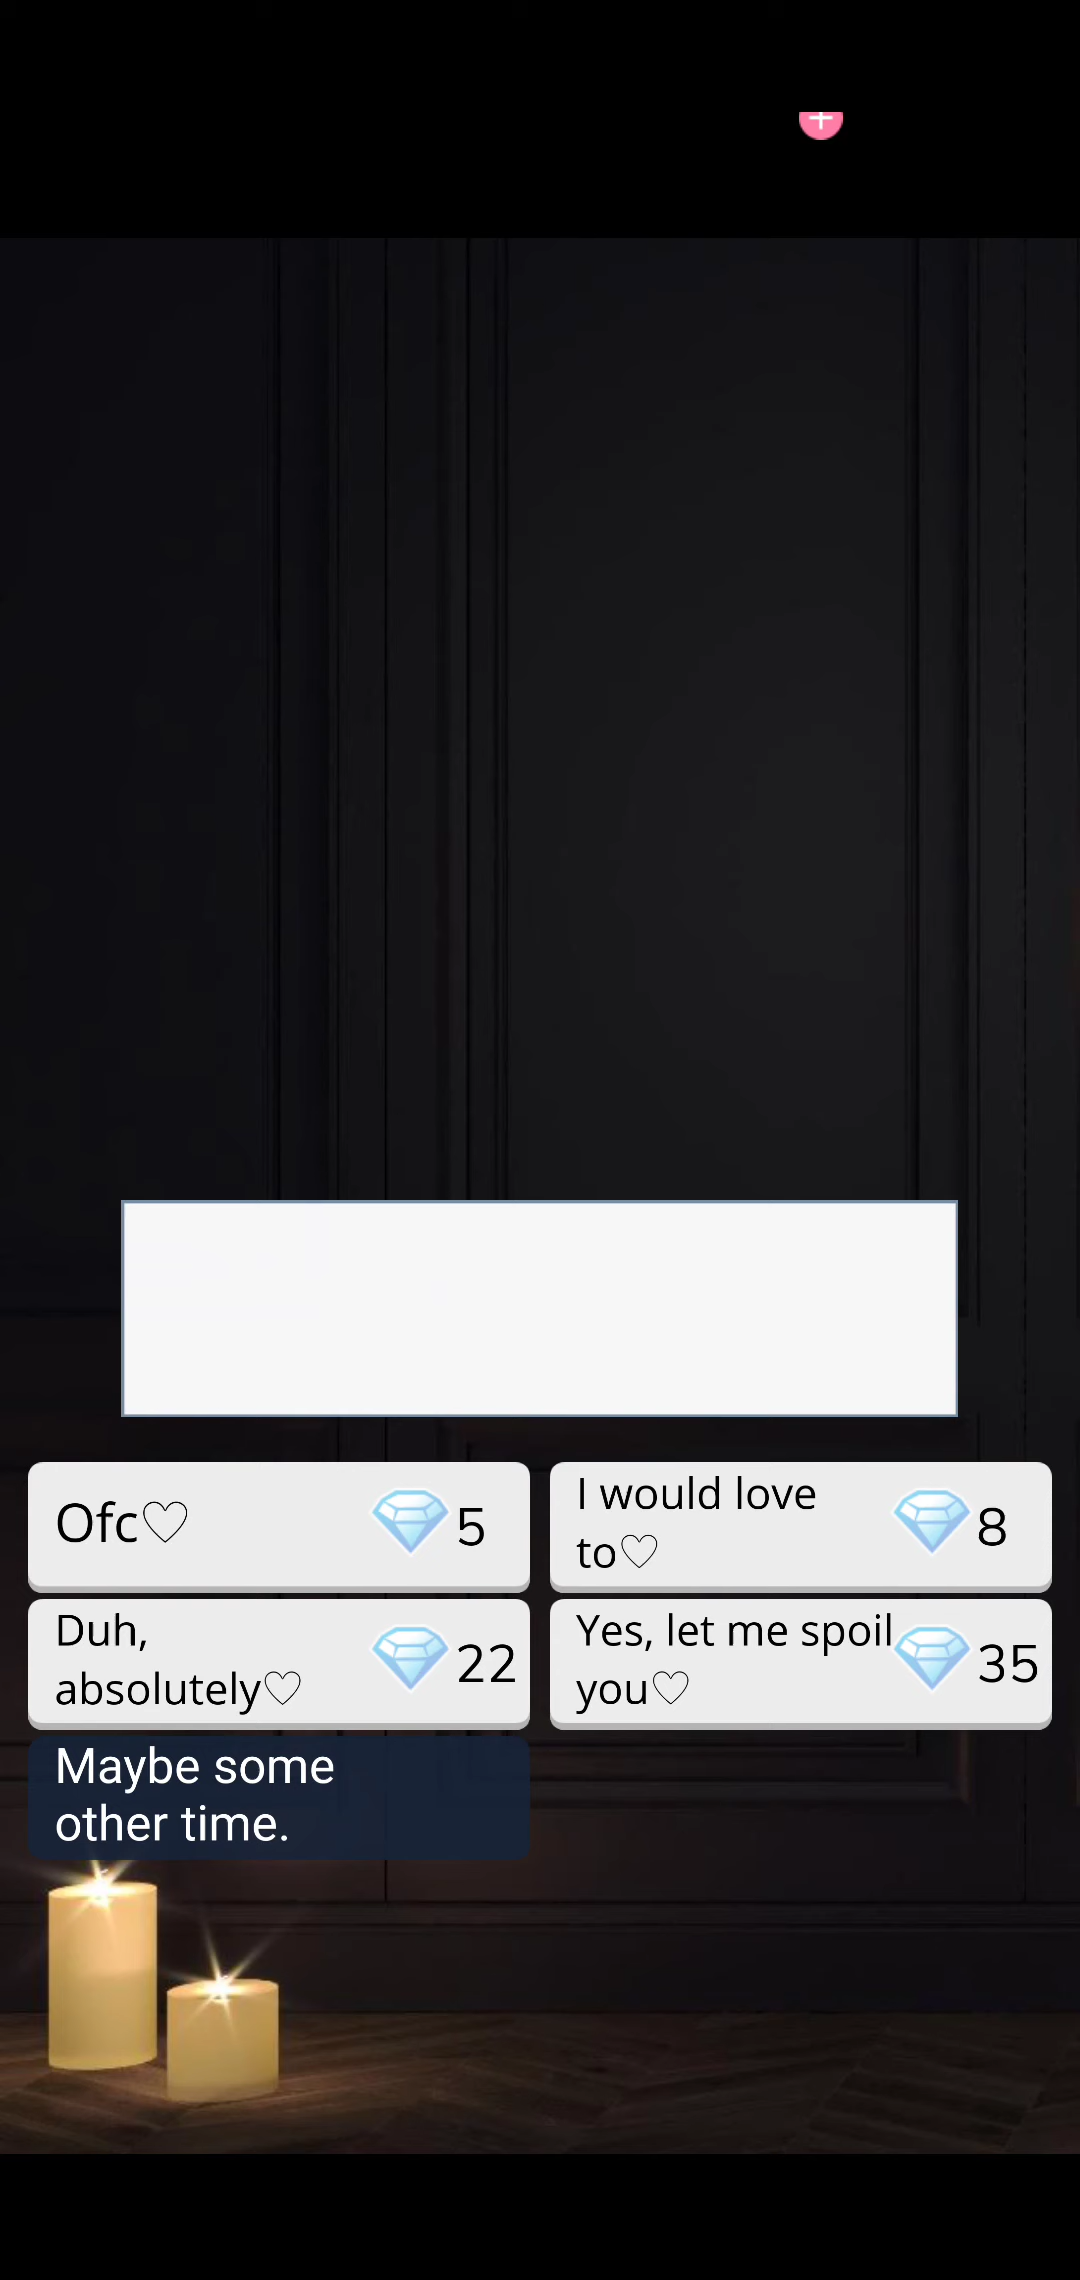 Ofc♡ 5
I would love
to♡ 8
Duh,
absolutely♡ 22
Yes, let me spoil
you♡ 35
Maybe some
other time.